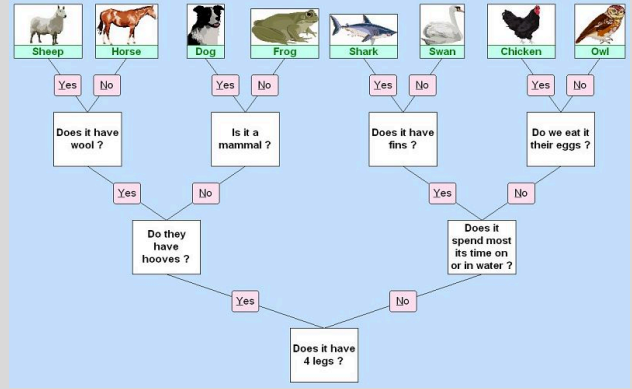 Sheep
Horse
Dog
Frog
Shark
Swan
Chicken
Owl
Yes
No
Yes
No
Yes
No
Yes
No
Does it have
wool ?
Is it a
mammal ?
Does it have
fins ?
Do we eat it
their eggs ?
Yes
No
Yes
No
Do they
have
hooves ?
Does it
spend most
its time on
or in water ?
Yes
No
Does it have
4 legs ?